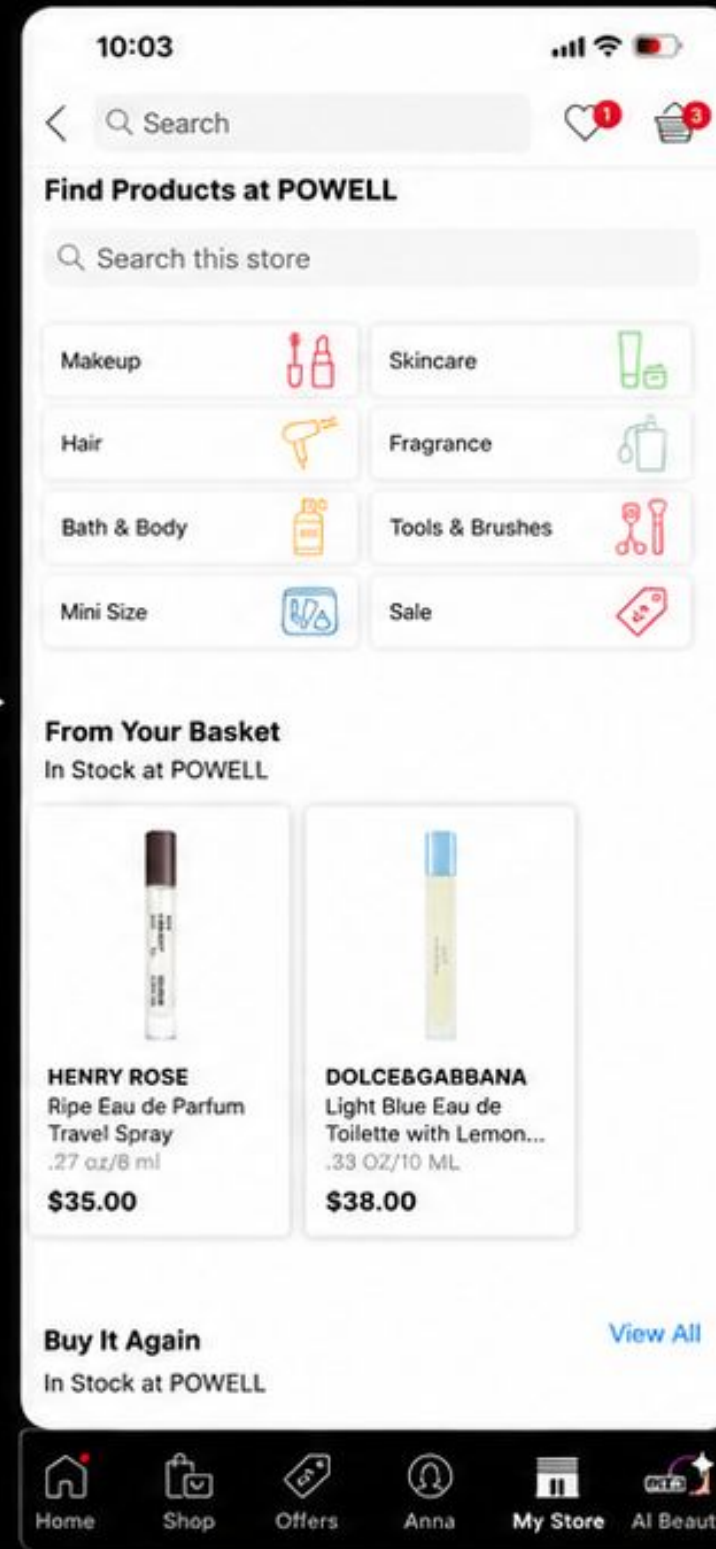 10:03
Search
1
3
Find Products at POWELL
Search this store
Makeup
Skincare
Hair
Fragrance
Bath & Body
Tools & Brushes
Mini Size
Sale
From Your Basket
In Stock at POWELL
HENRY ROSE
Ripe Eau de Parfum
Travel Spray
.27 oz/8 ml
$35.00
DOLCE&GABBANA
Light Blue Eau de
Toilette with Lemon...
.33 OZ/10 ML
$38.00
Buy It Again
View All
In Stock at POWELL
Home
Shop
Offers
Anna
My Store
AI Beaut